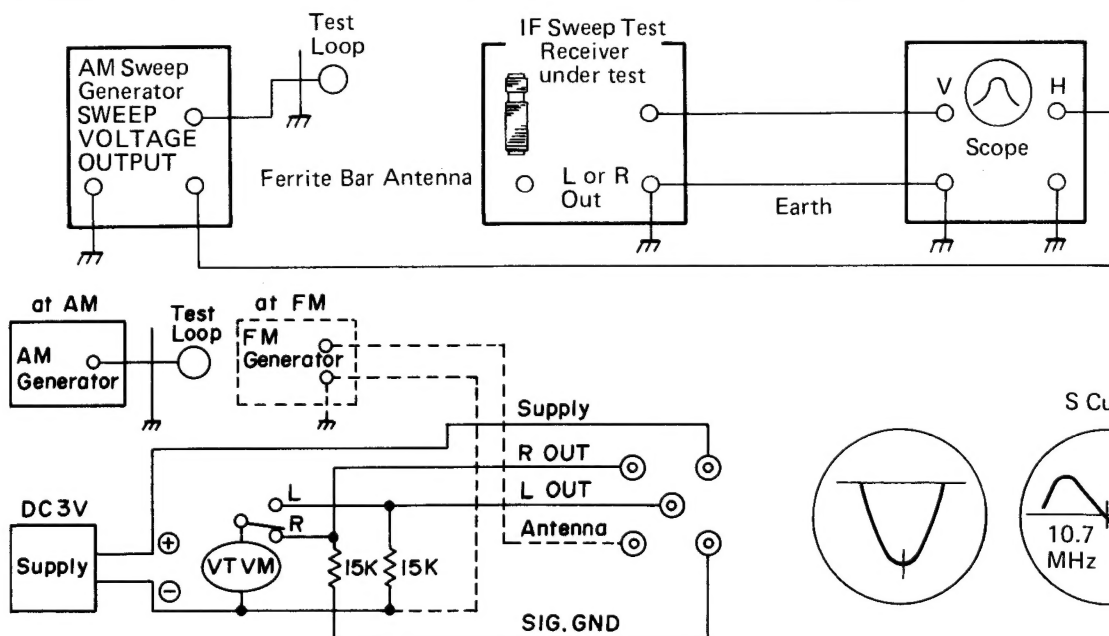 Test
Loop
AM Sweep
Generator
SWEEP
VOLTAGE
OUTPUT
Ferrite Bar Antenna
IF Sweep Test
Receiver
under test
L or R
Out
Earth
V
H
Scope
at AM
Test
Loop
AM
Generator
at FM
FM
Generator
Supply
R OUT
L OUT
Antenna
DC3V
Supply
+
−
L
R
VTVM
15K
15K
SIG.GND
S Cu
10.7
MHz